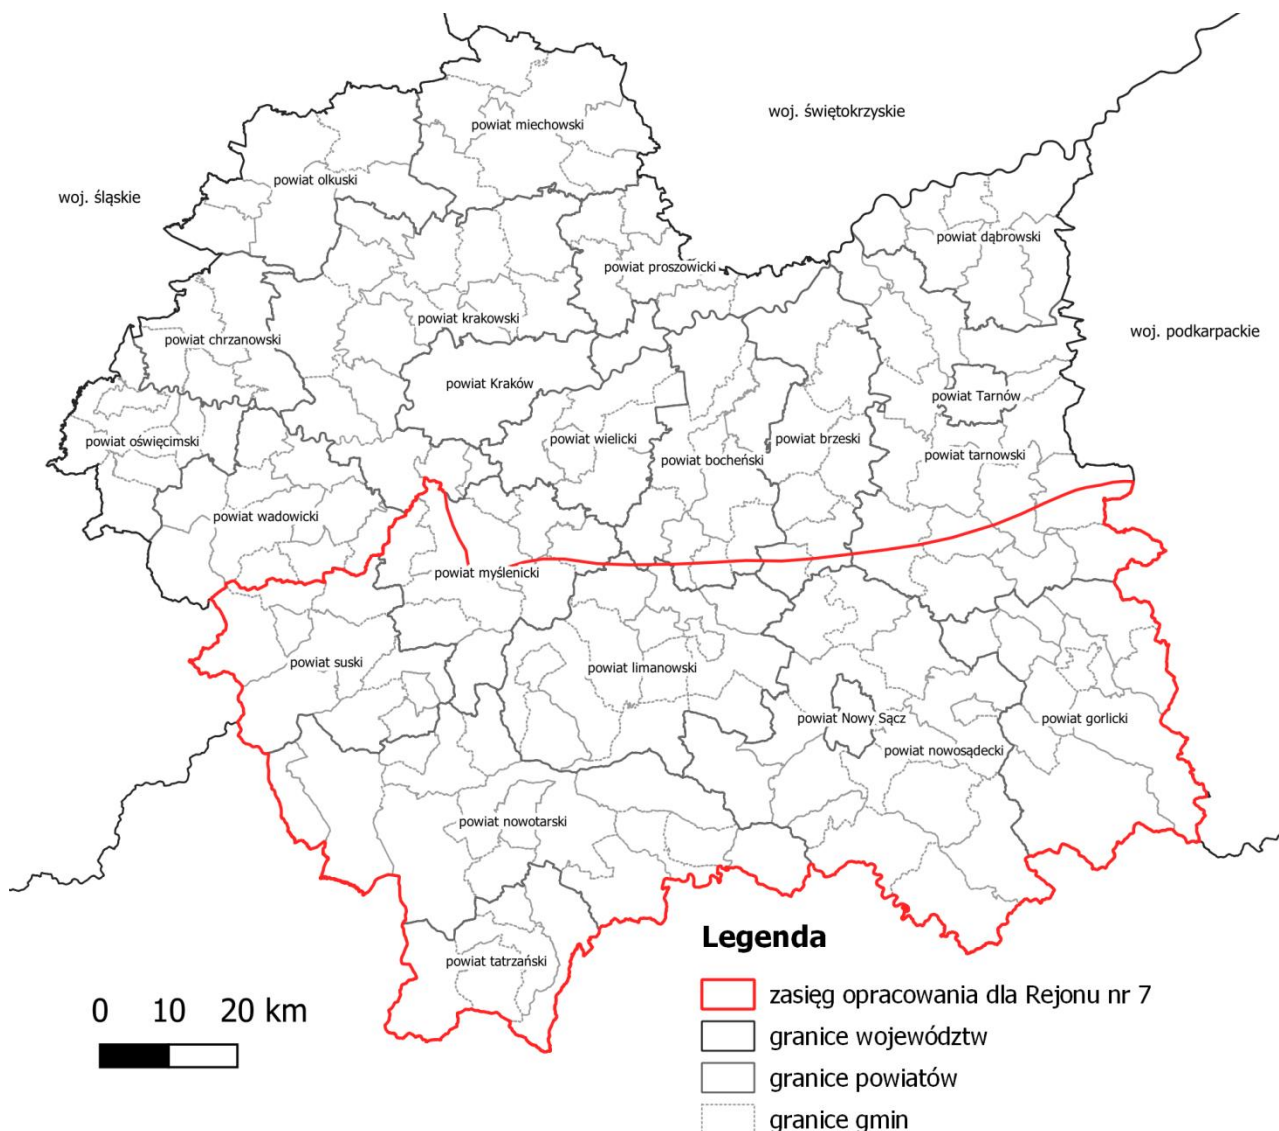 woj. świętokrzyskie
powiat miechowski
powiat olkuski
woj. śląskie
powiat dąbrowski
powiat proszowicki
powiat krakowski
woj. podkarpackie
powiat chrzanowski
powiat Kraków
powiat Tarnów
powiat oświęcimski
powiat wielicki
powiat brzeski
powiat bocheński
powiat tarnowski
powiat wadowicki
powiat myślenicki
powiat suski
powiat limanowski
powiat Nowy Sącz
powiat gorlicki
powiat nowosądecki
powiat nowotarski
powiat tatrzański
Legenda
zasięg opracowania dla Rejonu nr 7
granice województw
granice powiatów
granice gmin
0 10 20 km